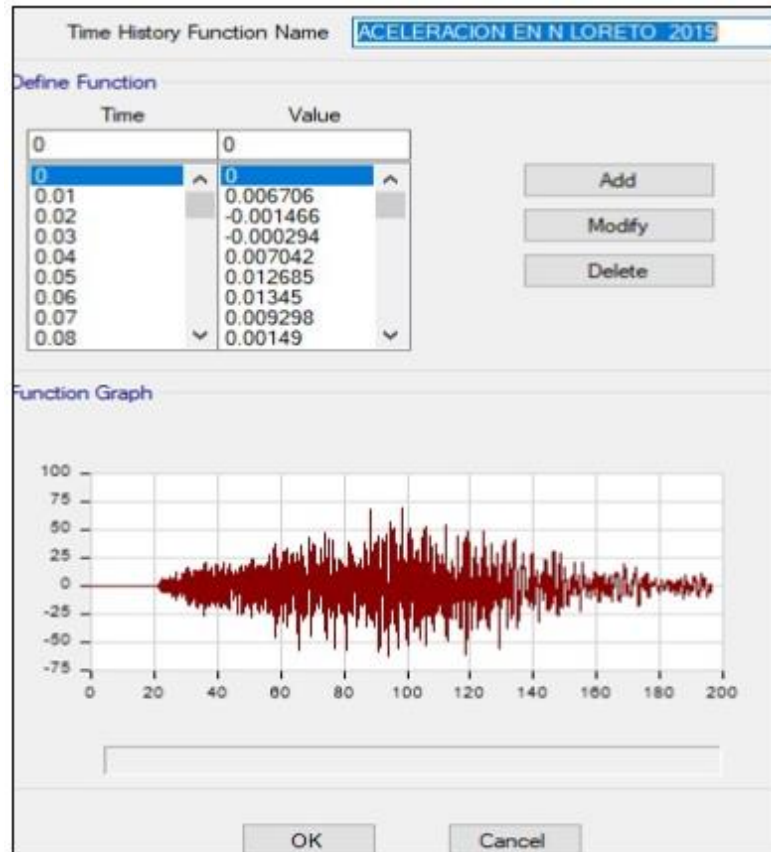 Time History Function Name ACELERACION EN N LORETO 2019
Define Function
Time Value
0 0
0 0
0.01 0.006706
0.02 -0.001466
0.03 -0.000294
0.04 0.007042
0.05 0.012685
0.06 0.01345
0.07 0.009298
0.08 0.00149
Add
Modify
Delete
Function Graph
100
75
50
25
0
-25
-50
-75
0 20 40 60 80 100 120 140 160 180 200
OK Cancel